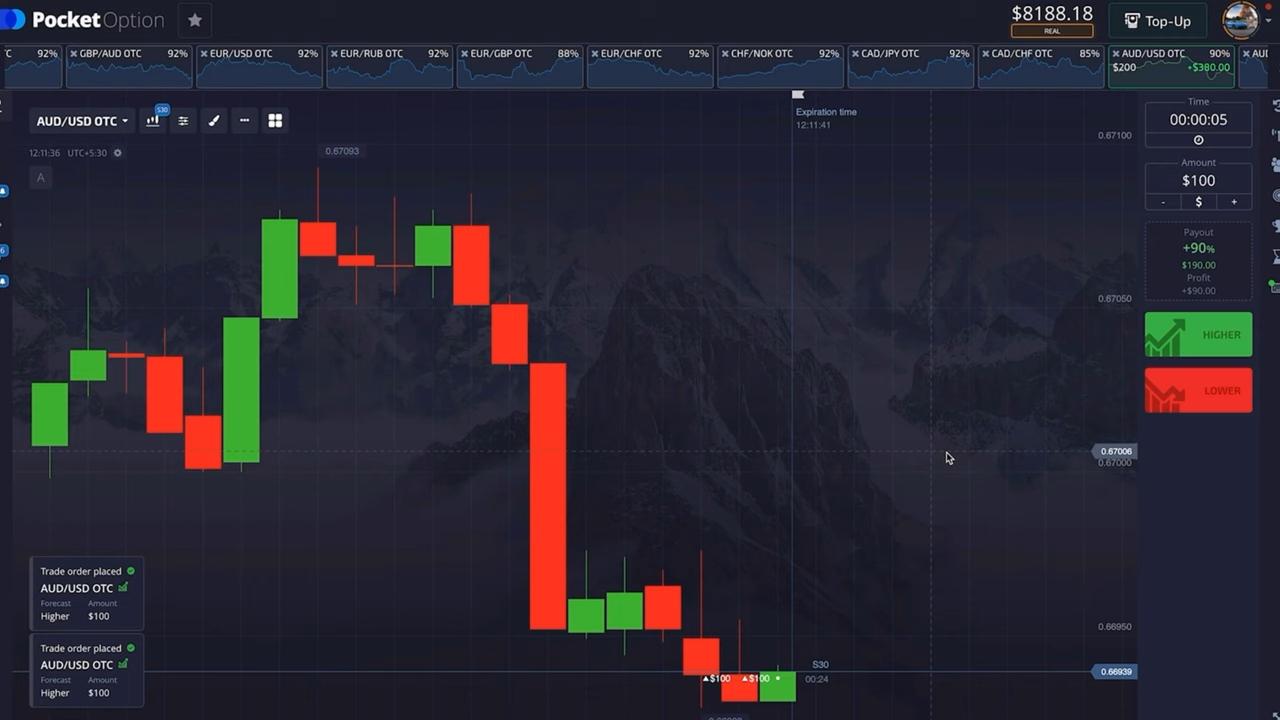 PocketOption
$8188.18
REAL
Top-Up
C 92%
GBP/AUD OTC 92%
EUR/USD OTC 92%
EUR/RUB OTC 92%
EUR/GBP OTC 88%
EUR/CHF OTC 92%
CHF/NOK OTC 92%
CAD/JPY OTC 92%
CAD/CHF OTC 85%
AUD/USD OTC 90%
$200 +$380.00
AUD/USD OTC
S30
12:11:36 UTC+5:30
A
0.67093
Expiration time
12:11:41
0.67100
0.67050
0.67006
0.67000
0.66950
0.66939
Time
00:00:05
Amount
$100
- $ +
Payout
+90%
$190.00
Profit
+$90.00
HIGHER
LOWER
Trade order placed
AUD/USD OTC
Forecast Amount
Higher $100
Trade order placed
AUD/USD OTC
Forecast Amount
Higher $100
$100 $100
S30
00:24